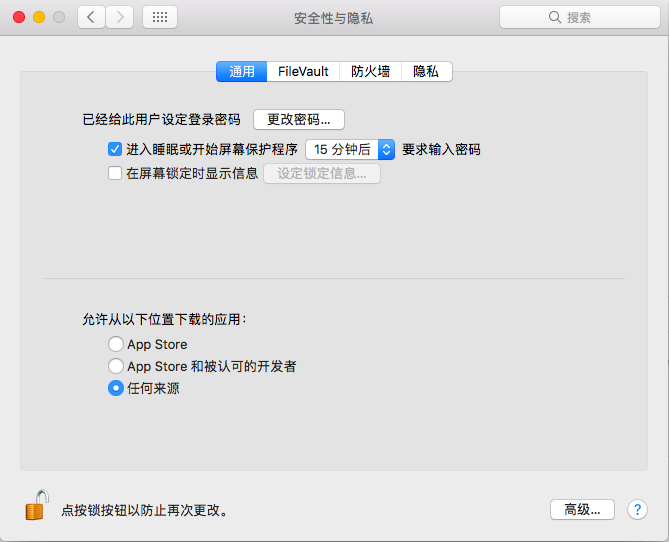 安全性与隐私
搜索
通用 FileVault 防火墙 隐私
已经给此用户设定登录密码 更改密码...
进入睡眠或开始屏幕保护程序 15 分钟后 要求输入密码
在屏幕锁定时显示信息 设定锁定信息...
允许从以下位置下载的应用：
App Store
App Store 和被认可的开发者
任何来源
点按锁按钮以防止再次更改。 高级... ?